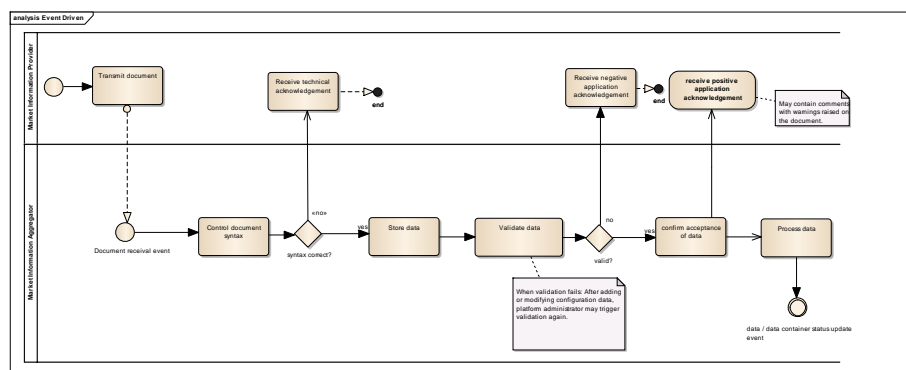 analysis Event Driven
Market Information Provider
Transmit document
Receive technical
acknowledgement
end
Receive negative
application
acknowledgement
end
receive positive
application
acknowledgement
May contain comments
with warnings raised on
the document.
Market Information Aggregator
Document receival event
Control document
syntax
«no»
syntax correct?
yes
Store data
Validate data
When validation fails: After adding
or modifying configuration data,
platform administrator may trigger
validation again.
no
valid?
yes
confirm acceptance
of data
Process data
data / data container status update
event